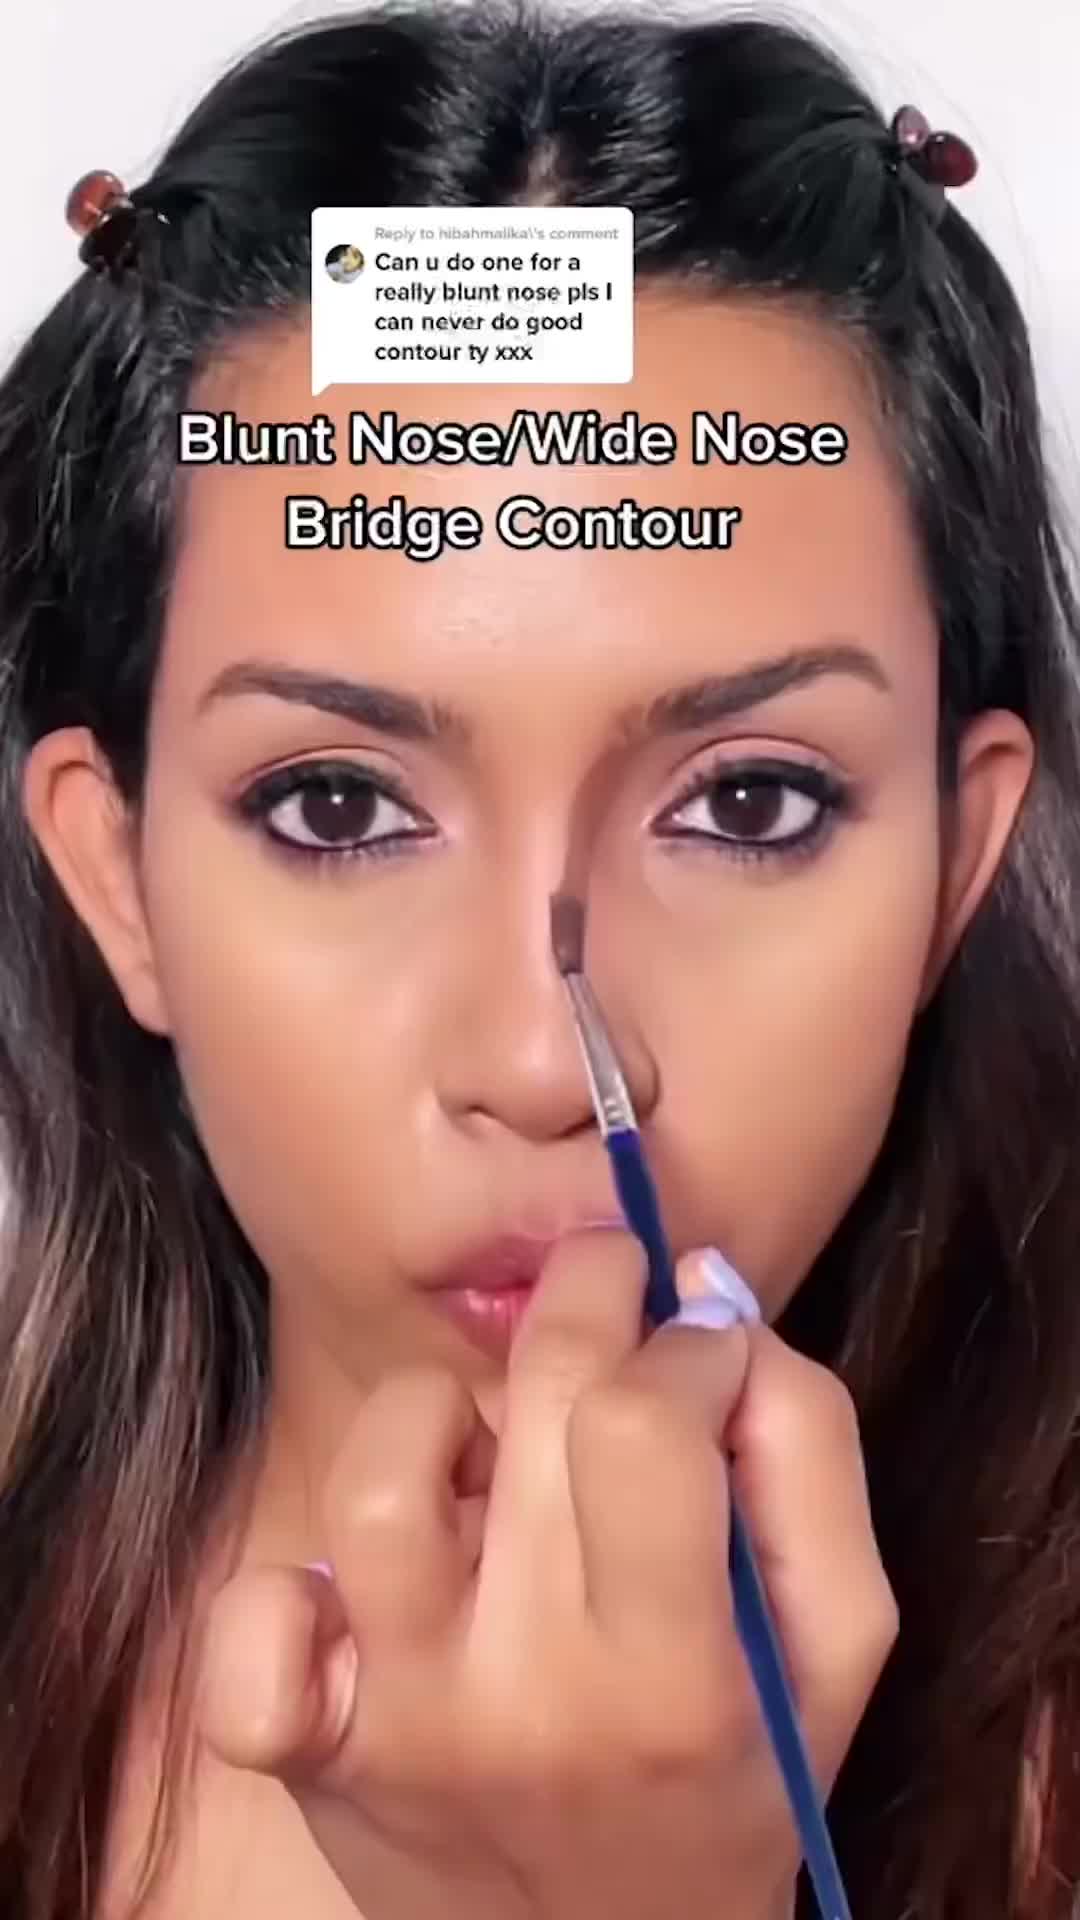 Reply to hibahmalika\'s comment
Can u do one for a
really blunt nose pls I
can never do good
contour ty xxx
Blunt Nose/Wide Nose
Bridge Contour